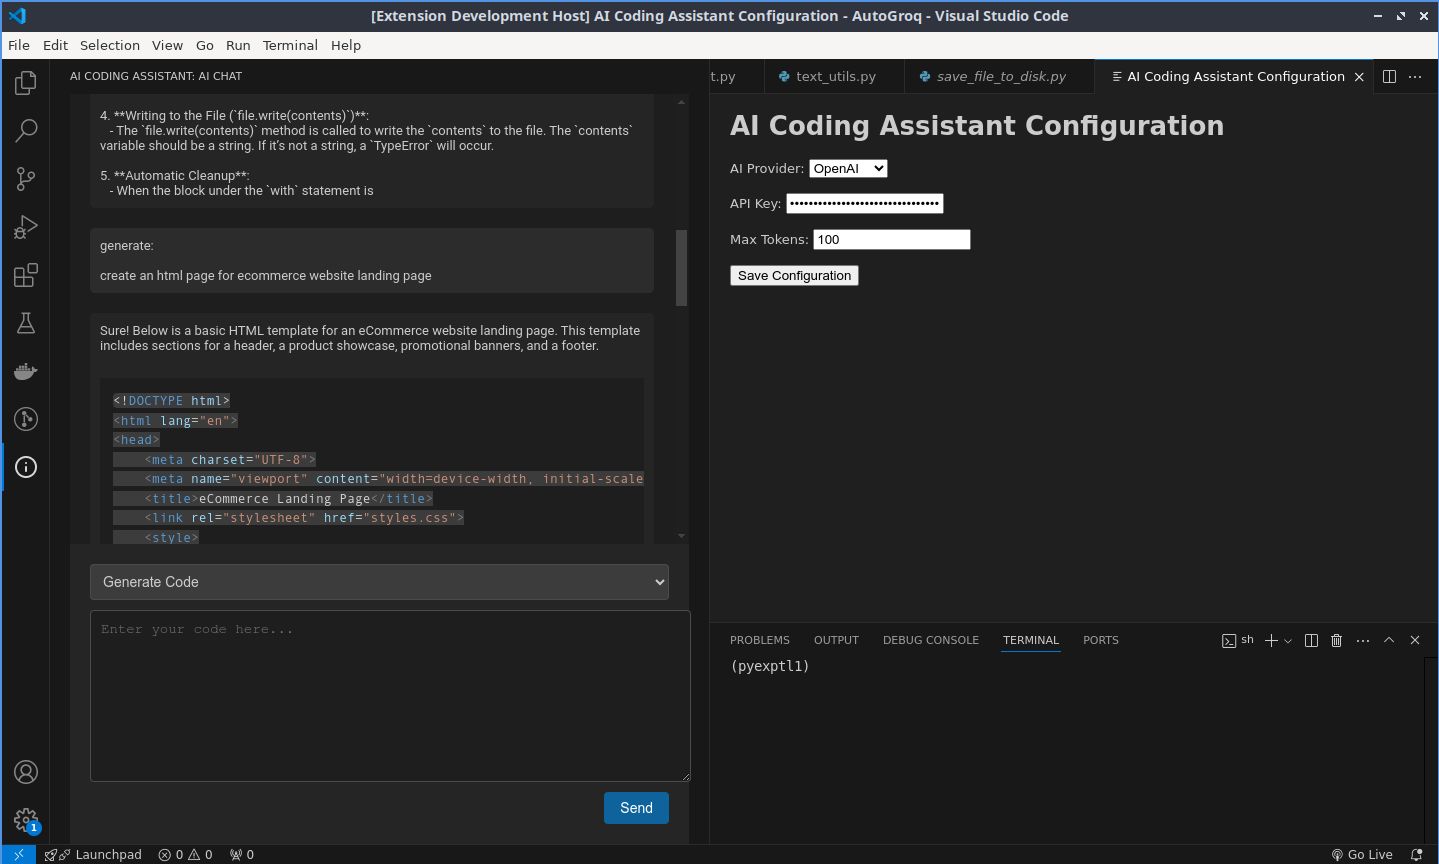 [Extension Development Host] AI Coding Assistant Configuration - AutoGroq - Visual Studio Code
File Edit Selection View Go Run Terminal Help
AI CODING ASSISTANT: AI CHAT
4. **Writing to the File (`file.write(contents)`)**:
- The `file.write(contents)` method is called to write the `contents` to the file. The `contents`
variable should be a string. If it’s not a string, a `TypeError` will occur.
5. **Automatic Cleanup**:
- When the block under the `with` statement is
generate:
create an html page for ecommerce website landing page
Sure! Below is a basic HTML template for an eCommerce website landing page. This template
includes sections for a header, a product showcase, promotional banners, and a footer.
<!DOCTYPE html>
<html lang="en">
<head>
<meta charset="UTF-8">
<meta name="viewport" content="width=device-width, initial-scale
<title>eCommerce Landing Page</title>
<link rel="stylesheet" href="styles.css">
<style>
Generate Code
Enter your code here...
Send
t.py text_utils.py save_file_to_disk.py AI Coding Assistant Configuration
AI Coding Assistant Configuration
AI Provider: OpenAI
API Key: ••••••••••••••••••••••••••••••••
Max Tokens: 100
Save Configuration
PROBLEMS OUTPUT DEBUG CONSOLE TERMINAL PORTS sh
(pyexptl1)
1
Launchpad 0 0 0 Go Live